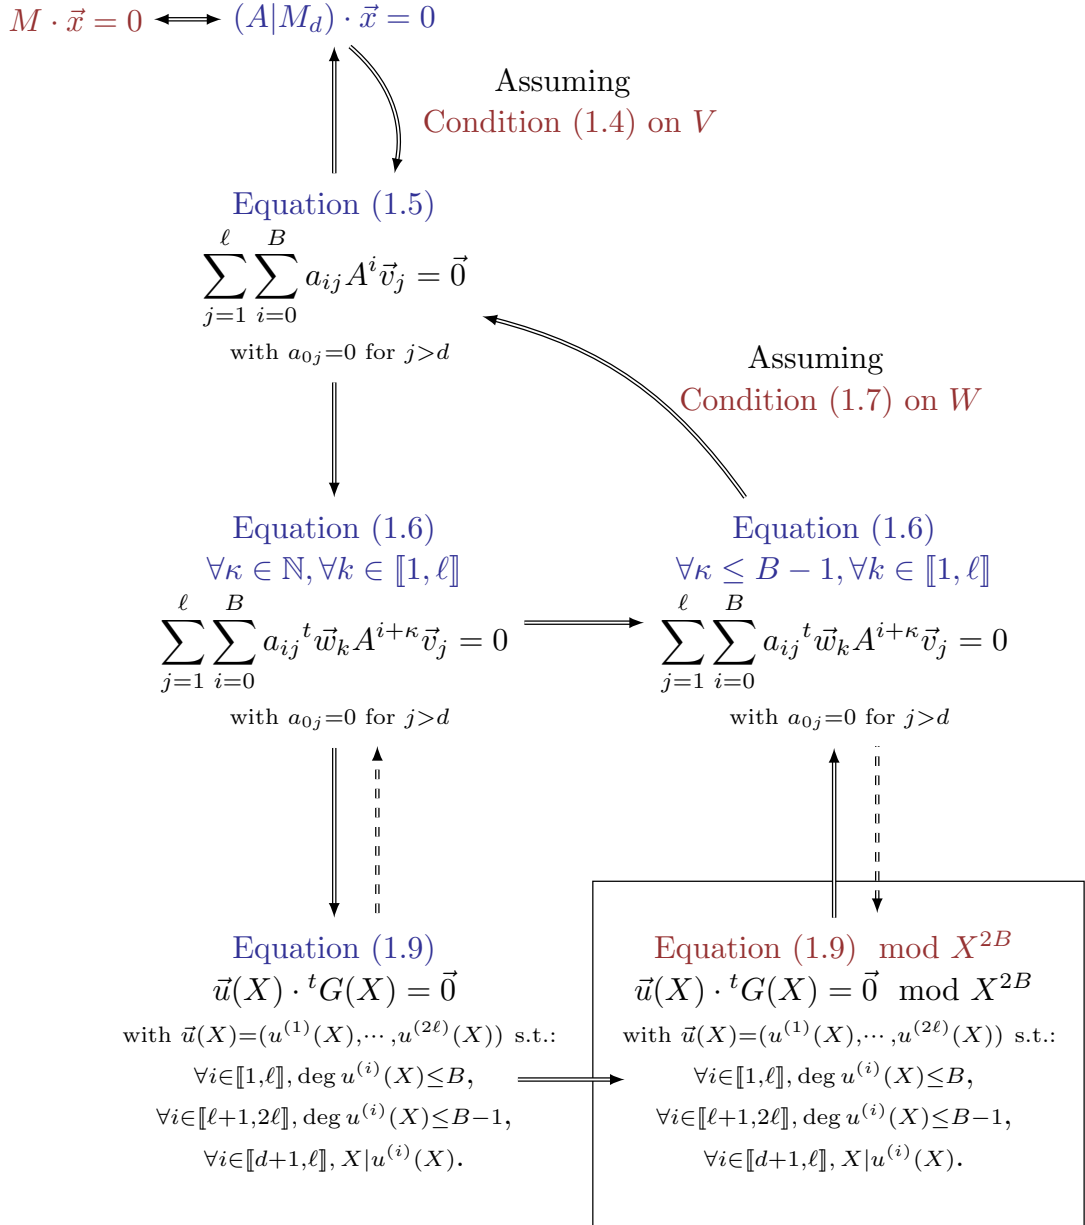 M · x⃗ = 0 ⟺ (A|M_d) · x⃗ = 0
Assuming
Condition (1.4) on V
Equation (1.5)
∑_{j=1}^{ℓ} ∑_{i=0}^{B} a_{ij} A^i v⃗_j = 0⃗
with a_{0j}=0 for j>d
Assuming
Condition (1.7) on W
Equation (1.6)
∀κ ∈ ℕ, ∀k ∈ ⟦1, ℓ⟧
∑_{j=1}^{ℓ} ∑_{i=0}^{B} a_{ij} ^t w⃗_k A^{i+κ} v⃗_j = 0
with a_{0j}=0 for j>d
Equation (1.6)
∀κ ≤ B − 1, ∀k ∈ ⟦1, ℓ⟧
∑_{j=1}^{ℓ} ∑_{i=0}^{B} a_{ij} ^t w⃗_k A^{i+κ} v⃗_j = 0
with a_{0j}=0 for j>d
Equation (1.9)
u⃗(X) · ^t G(X) = 0⃗
with u⃗(X)=(u^{(1)}(X),⋯,u^{(2ℓ)}(X)) s.t.:
∀i∈⟦1,ℓ⟧, deg u^{(i)}(X)≤B,
∀i∈⟦ℓ+1,2ℓ⟧, deg u^{(i)}(X)≤B−1,
∀i∈⟦d+1,ℓ⟧, X|u^{(i)}(X).
Equation (1.9) mod X^{2B}
u⃗(X) · ^t G(X) = 0⃗ mod X^{2B}
with u⃗(X)=(u^{(1)}(X),⋯,u^{(2ℓ)}(X)) s.t.:
∀i∈⟦1,ℓ⟧, deg u^{(i)}(X)≤B,
∀i∈⟦ℓ+1,2ℓ⟧, deg u^{(i)}(X)≤B−1,
∀i∈⟦d+1,ℓ⟧, X|u^{(i)}(X).